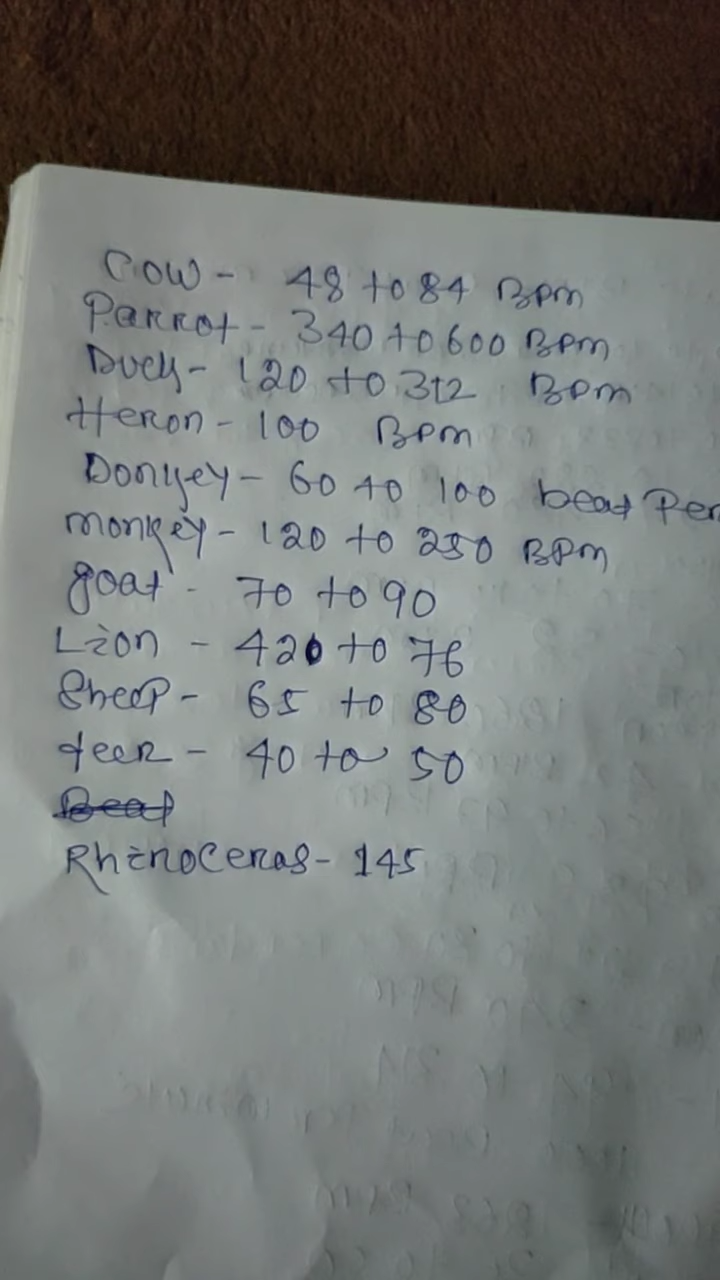 Cow - 48 to 84 Bpm
Parrot - 340 to 600 Bpm
Duck - 120 to 312 Bpm
Heron - 100 Bpm
Donkey - 60 to 100 beat Per
monkey - 120 to 250 BPm
goat - 70 to 90
Lion - 420 to 76
Sheep - 65 to 80
deer - 40 to 50
Beat
Rhinoceras - 145